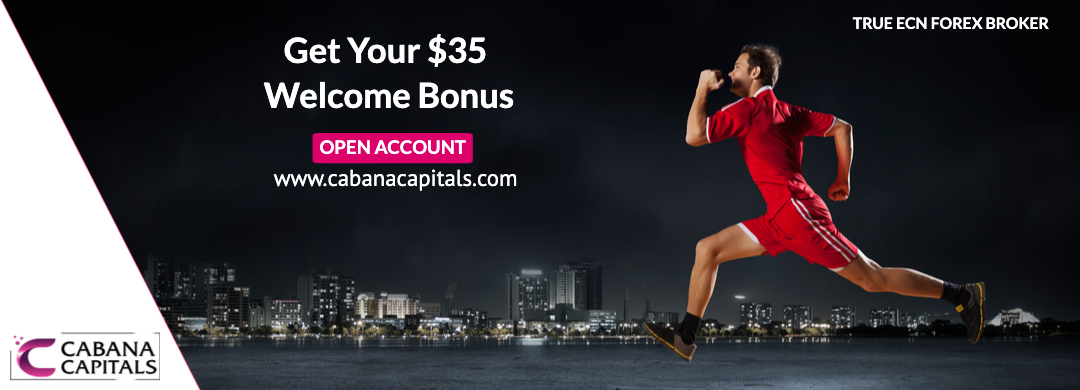 TRUE ECN FOREX BROKER
Get Your $35
Welcome Bonus
OPEN ACCOUNT
www.cabanacapitals.com
CABANA
CAPITALS